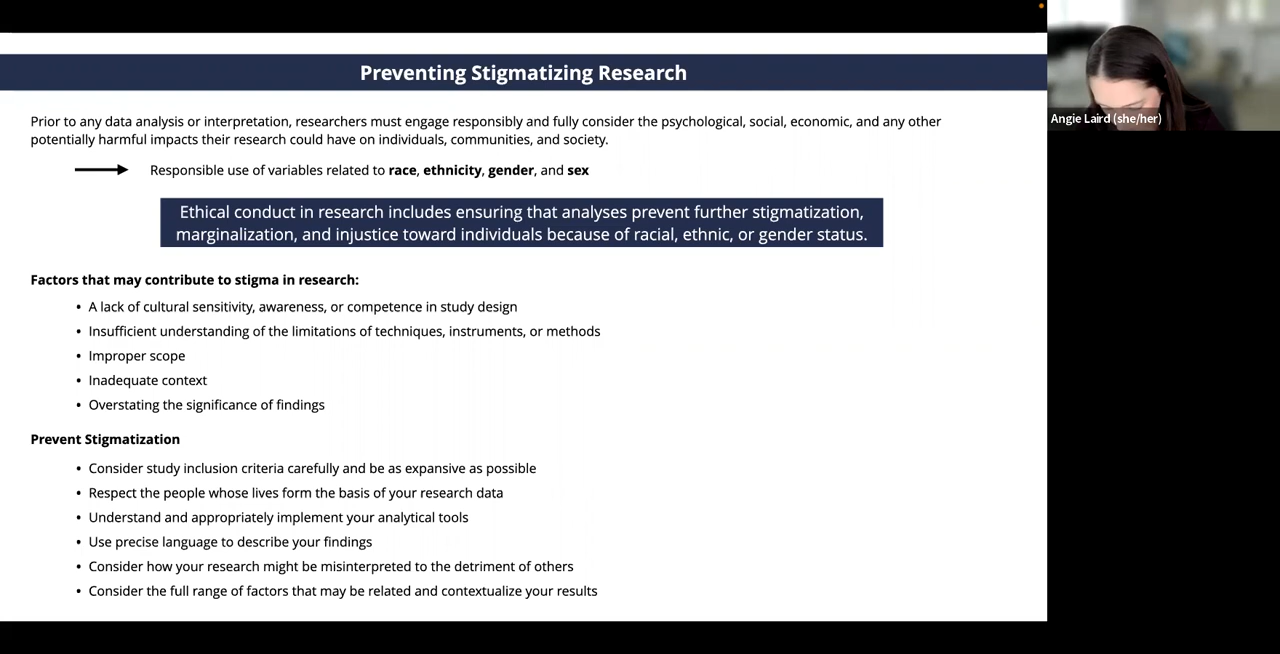 Preventing Stigmatizing Research
Prior to any data analysis or interpretation, researchers must engage responsibly and fully consider the psychological, social, economic, and any other
potentially harmful impacts their research could have on individuals, communities, and society.
Responsible use of variables related to race, ethnicity, gender, and sex
Ethical conduct in research includes ensuring that analyses prevent further stigmatization,
marginalization, and injustice toward individuals because of racial, ethnic, or gender status.
Factors that may contribute to stigma in research:
• A lack of cultural sensitivity, awareness, or competence in study design
• Insufficient understanding of the limitations of techniques, instruments, or methods
• Improper scope
• Inadequate context
• Overstating the significance of findings
Prevent Stigmatization
• Consider study inclusion criteria carefully and be as expansive as possible
• Respect the people whose lives form the basis of your research data
• Understand and appropriately implement your analytical tools
• Use precise language to describe your findings
• Consider how your research might be misinterpreted to the detriment of others
• Consider the full range of factors that may be related and contextualize your results
Angie Laird (she/her)